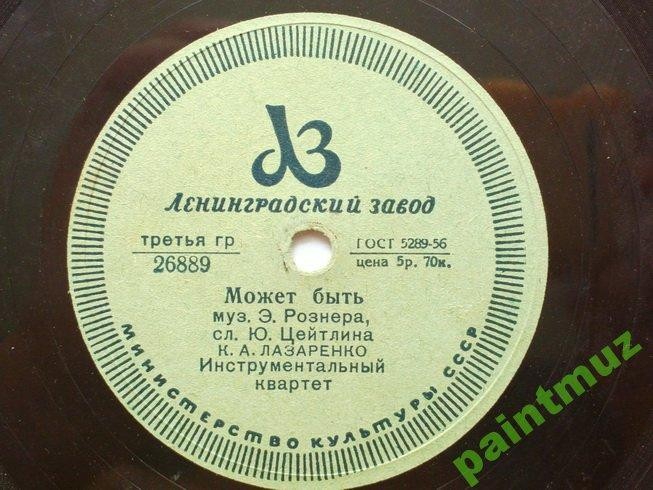 ЛЗ
Ленинградский завод
третья гр
26889
ГОСТ 5289-56
цена 5р. 70к.
Может быть
муз. Э. Рознера,
сл. Ю. Цейтлина
К. А. ЛАЗАРЕНКО
Инструментальный
квартет
МИНИСТЕРСТВО КУЛЬТУРЫ СССР
paintmuz